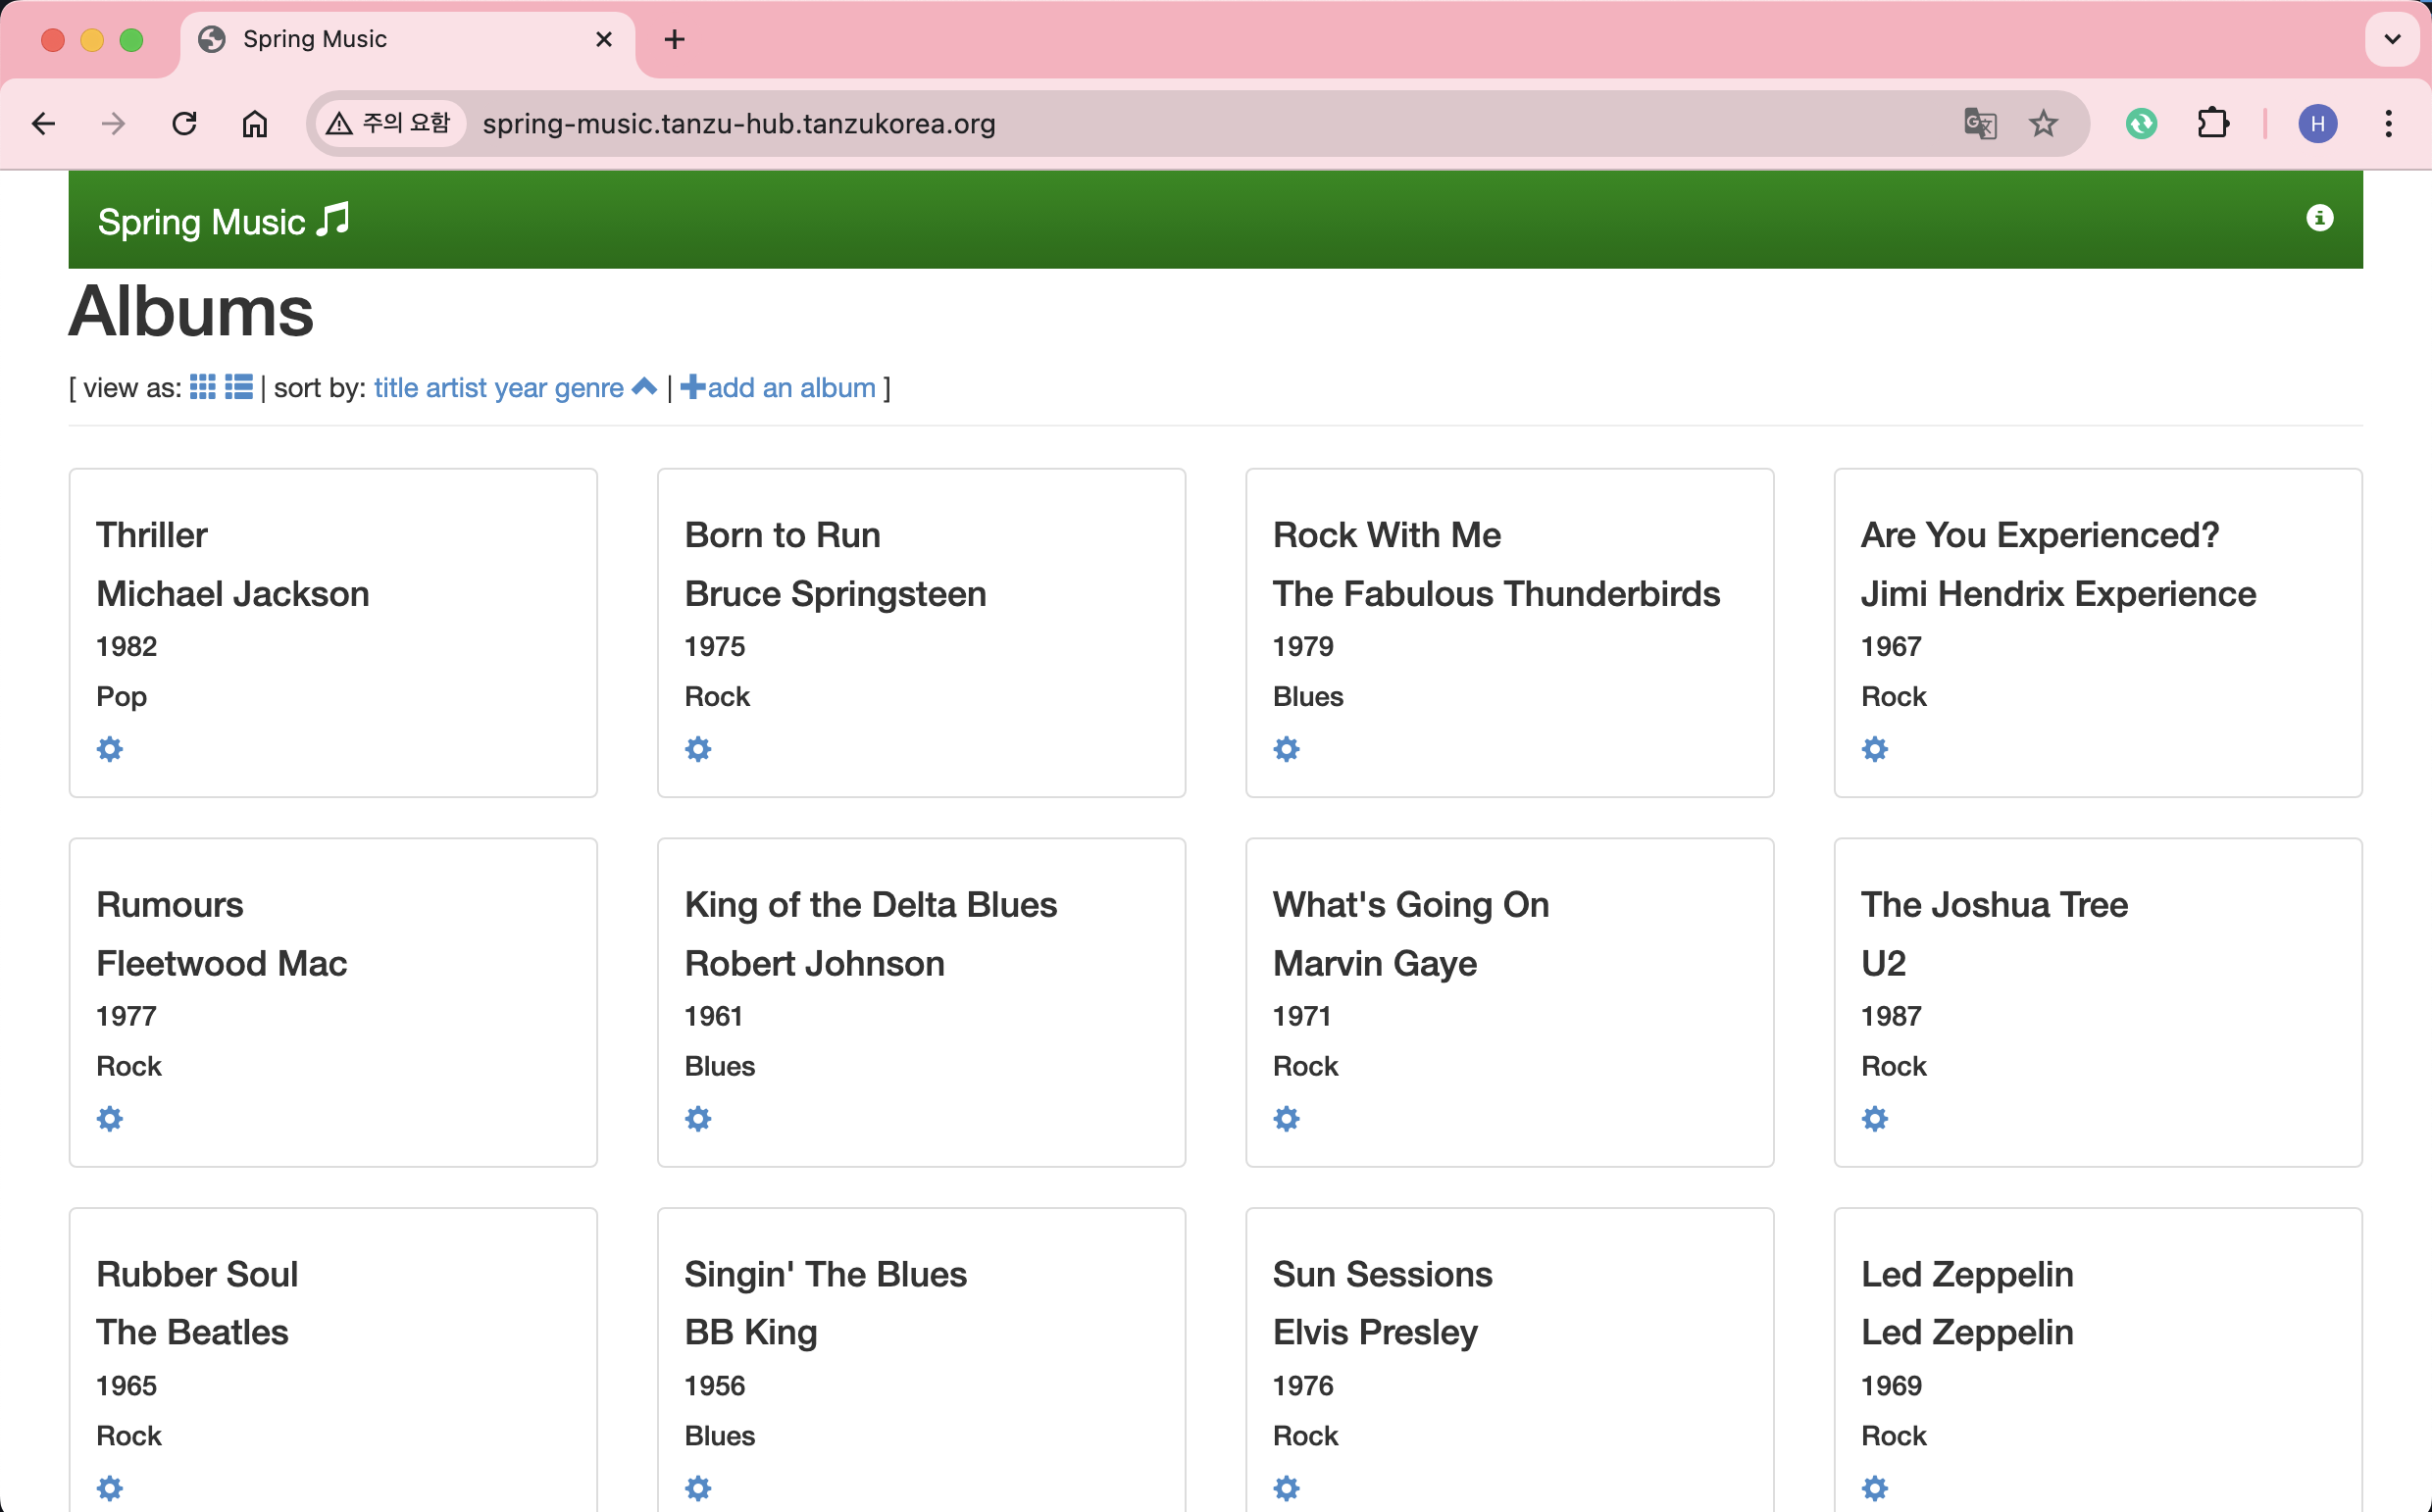 Spring Music
주의 요함 spring-music.tanzu-hub.tanzukorea.org
H
Spring Music
Albums
[ view as: | sort by: title artist year genre | add an album ]
Thriller
Michael Jackson
1982
Pop
Born to Run
Bruce Springsteen
1975
Rock
Rock With Me
The Fabulous Thunderbirds
1979
Blues
Are You Experienced?
Jimi Hendrix Experience
1967
Rock
Rumours
Fleetwood Mac
1977
Rock
King of the Delta Blues
Robert Johnson
1961
Blues
What's Going On
Marvin Gaye
1971
Rock
The Joshua Tree
U2
1987
Rock
Rubber Soul
The Beatles
1965
Rock
Singin' The Blues
BB King
1956
Blues
Sun Sessions
Elvis Presley
1976
Rock
Led Zeppelin
Led Zeppelin
1969
Rock